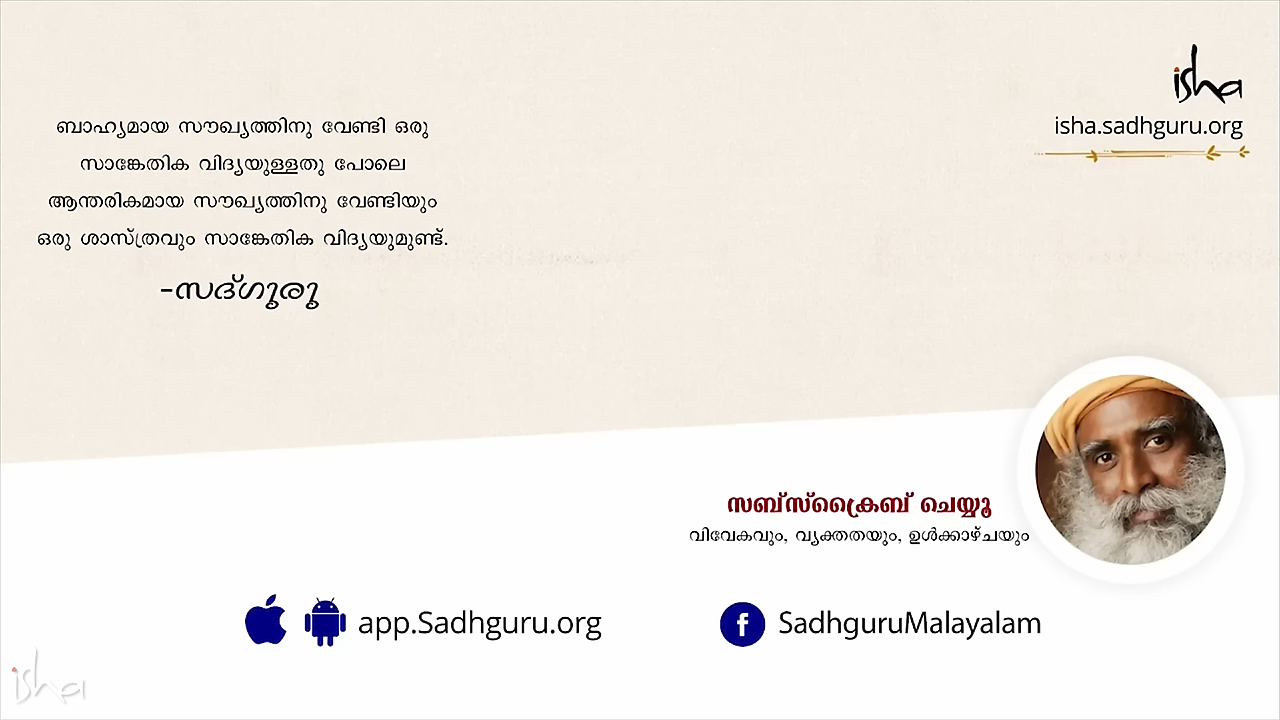 ബാഹ്യമായ സൗഖ്യത്തിനു വേണ്ടി ഒരു
സാങ്കേതിക വിദ്യയുള്ളതു പോലെ
ആന്തരികമായ സൗഖ്യത്തിനു വേണ്ടിയും
ഒരു ശാസ്ത്രവും സാങ്കേതിക വിദ്യയുമുണ്ട്.
-സദ്ഗുരു
isha
isha.sadhguru.org
സബ്സ്ക്രൈബ് ചെയ്യൂ
വിവേകവും, വ്യക്തതയും, ഉൾക്കാഴ്ചയും
app.Sadhguru.org
f SadhguruMalayalam
isha